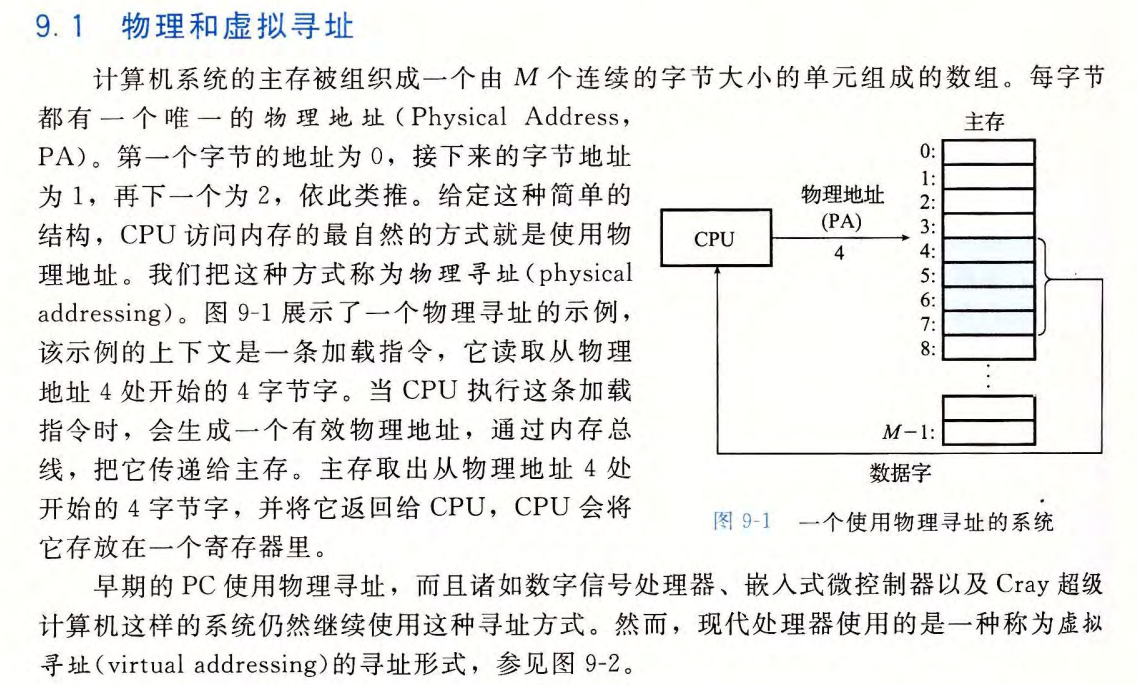 9.1 物理和虚拟寻址
计算机系统的主存被组织成一个由 M 个连续的字节大小的单元组成的数组。每字节
都有一个唯一的物理地址(Physical Address,
PA)。第一个字节的地址为 0，接下来的字节地址
为 1，再下一个为 2，依此类推。给定这种简单的
结构，CPU 访问内存的最自然的方式就是使用物
理地址。我们把这种方式称为物理寻址(physical
addressing)。图 9-1 展示了一个物理寻址的示例，
该示例的上下文是一条加载指令，它读取从物理
地址 4 处开始的 4 字节字。当 CPU 执行这条加载
指令时，会生成一个有效物理地址，通过内存总
线，把它传递给主存。主存取出从物理地址 4 处
开始的 4 字节字，并将它返回给 CPU，CPU 会将
它存放在一个寄存器里。
主存
0:
1:
2:
3:
4:
5:
6:
7:
8:
M-1:
CPU
物理地址
(PA)
4
数据字
图 9-1 一个使用物理寻址的系统
早期的 PC 使用物理寻址，而且诸如数字信号处理器、嵌入式微控制器以及 Cray 超级
计算机这样的系统仍然继续使用这种寻址方式。然而，现代处理器使用的是一种称为虚拟
寻址(virtual addressing)的寻址形式，参见图 9-2。